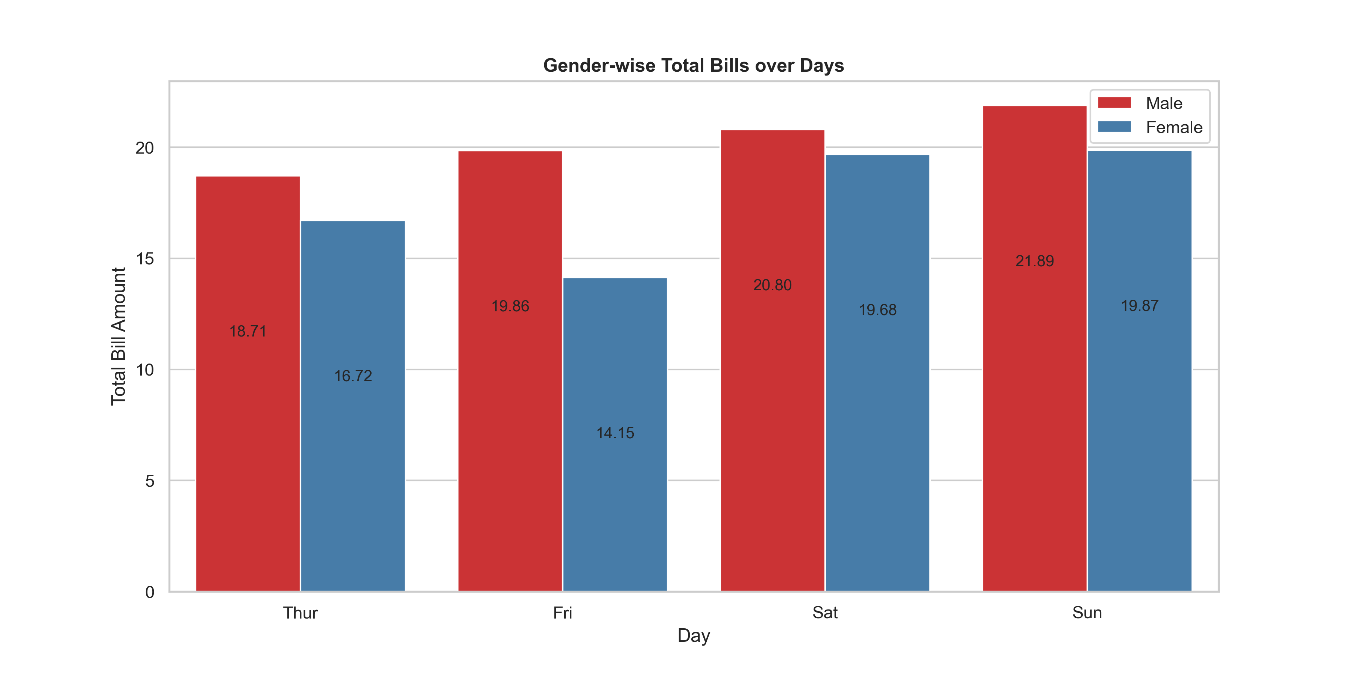 Gender-wise Total Bills over Days
Male
Female
Total Bill Amount
20
15
10
5
0
18.71
16.72
19.86
14.15
20.80
19.68
21.89
19.87
Thur
Fri
Sat
Sun
Day